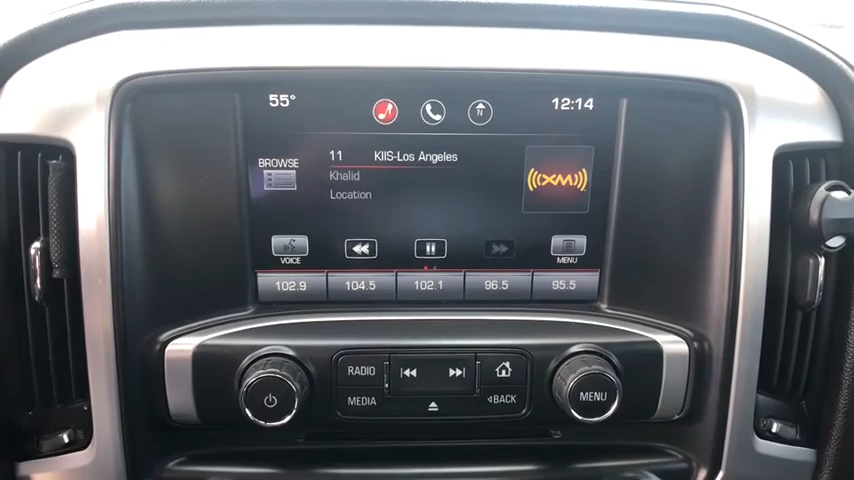 55° N 12:14
BROWSE
11 KIIS-Los Angeles
Khalid
Location
((XM))
VOICE MENU
102.9 104.5 102.1 96.5 95.5
RADIO
MEDIA BACK
MENU